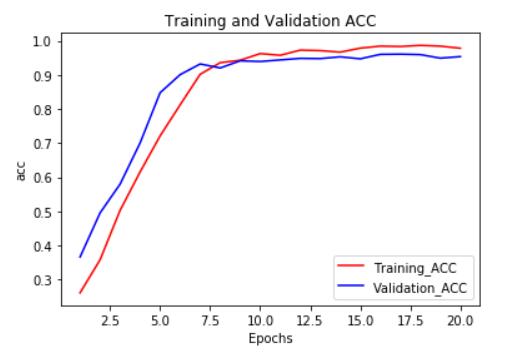 Training and Validation ACC
1.0
0.9
0.8
0.7
0.6
0.5
0.4
0.3
acc
2.5 5.0 7.5 10.0 12.5 15.0 17.5 20.0
Epochs
Training_ACC
Validation_ACC